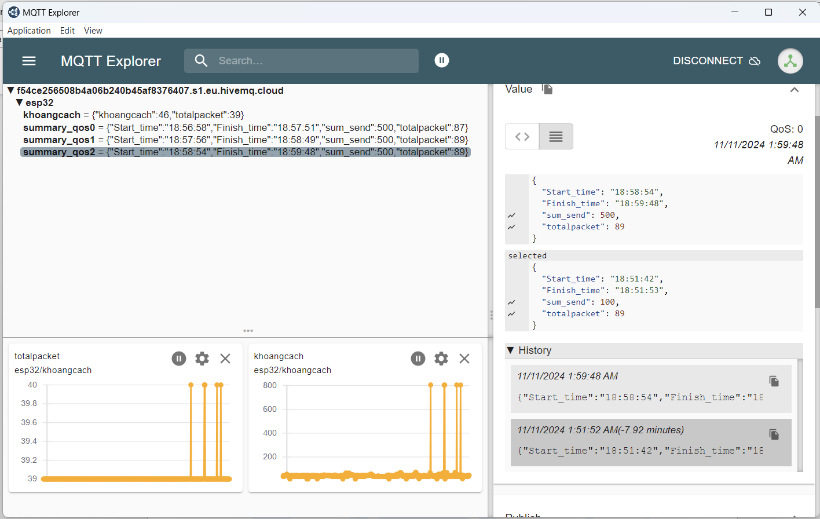 MQTT Explorer
Application Edit View
MQTT Explorer
Search...
DISCONNECT
▼ f54ce256508b4a06b240b45af8376407.s1.eu.hivemq.cloud
▼ esp32
khoangcach = {"khoangcach":46,"totalpacket":39}
summary_qos0 = {"Start_time":"18:56:58","Finish_time":"18:57:51","sum_send":500,"totalpacket":87}
summary_qos1 = {"Start_time":"18:57:56","Finish_time":"18:58:49","sum_send":500,"totalpacket":89}
summary_qos2 = {"Start_time":"18:58:54","Finish_time":"18:59:48","sum_send":500,"totalpacket":89}
Value
QoS: 0
11/11/2024 1:59:48
AM
{
"Start_time": "18:58:54",
"Finish_time": "18:59:48",
"sum_send": 500,
"totalpacket": 89
}
selected
{
"Start_time": "18:51:42",
"Finish_time": "18:51:53",
"sum_send": 100,
"totalpacket": 89
}
▼ History
11/11/2024 1:59:48 AM
{"Start_time":"18:58:54","Finish_time":"18
11/11/2024 1:51:52 AM(-7.92 minutes)
{"Start_time":"18:51:42","Finish_time":"18
Publish
totalpacket
esp32/khoangcach
40
39.8
39.6
39.4
39.2
39
khoangcach
esp32/khoangcach
800
600
400
200